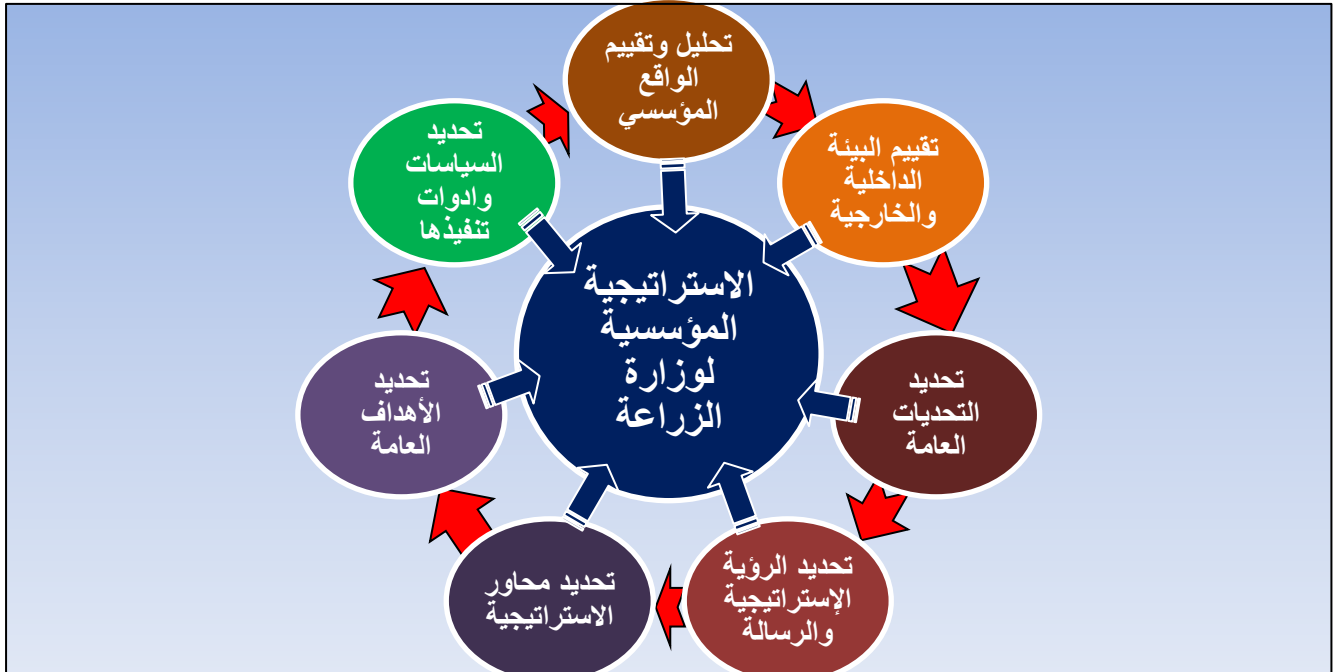 تحليل وتقييم
الواقع
المؤسسي
تقييم البيئة
الداخلية
والخارجية
تحديد
التحديات
العامة
تحديد الرؤية
الإستراتيجية
والرسالة
تحديد محاور
الاستراتيجية
تحديد
الأهداف
العامة
تحديد
السياسات
وادوات
تنفيذها
الاستراتيجية
المؤسسية
لوزارة
الزراعة